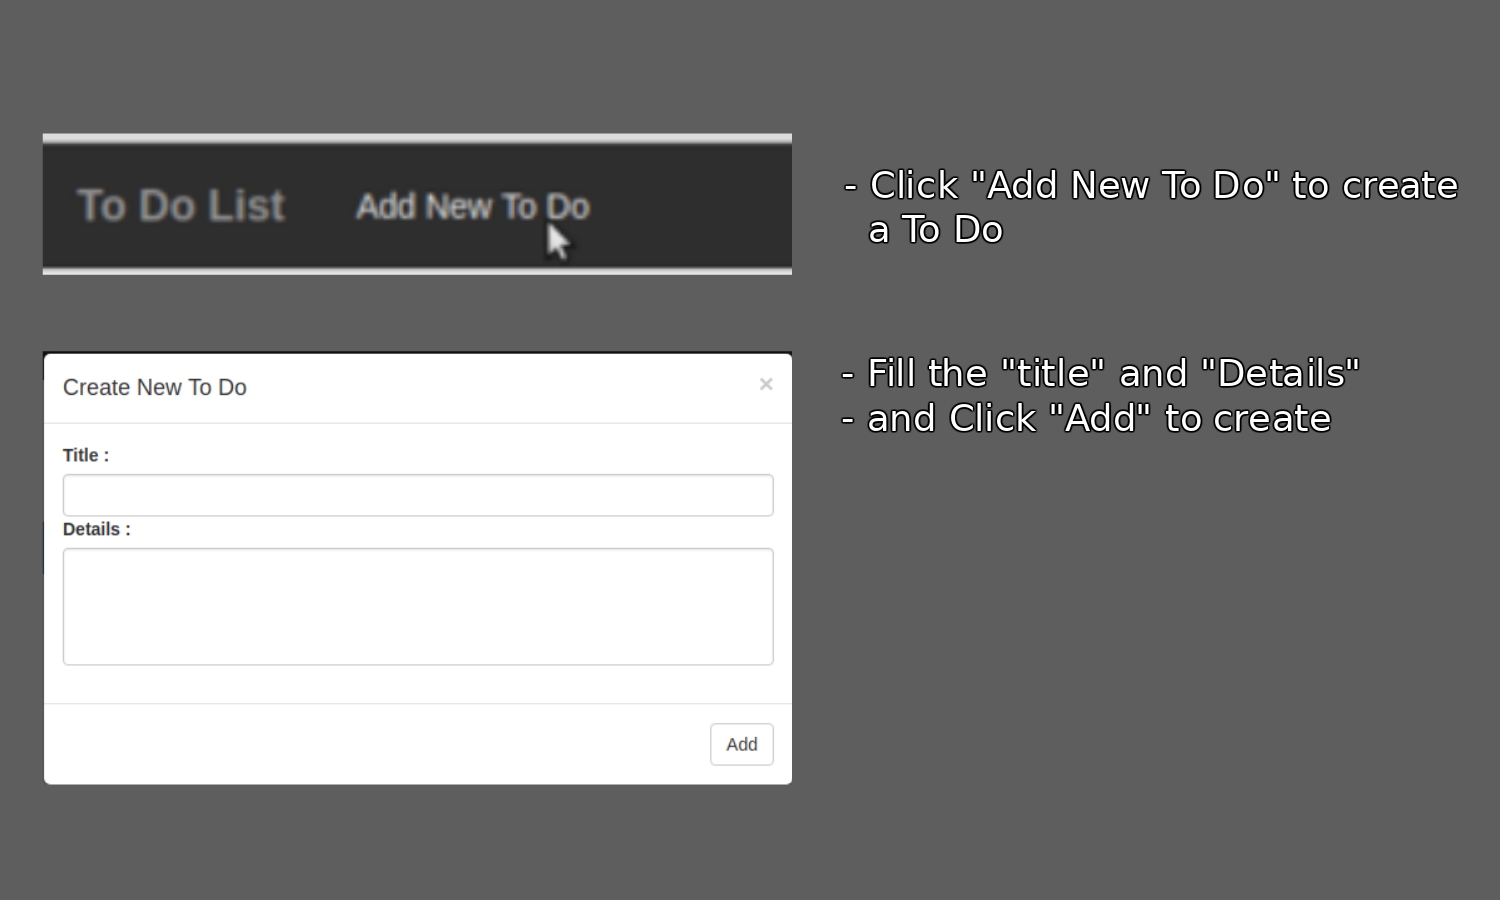 To Do List Add New To Do
- Click "Add New To Do" to create
a To Do
Create New To Do ×
Title :
Details :
Add
- Fill the "title" and "Details"
- and Click "Add" to create